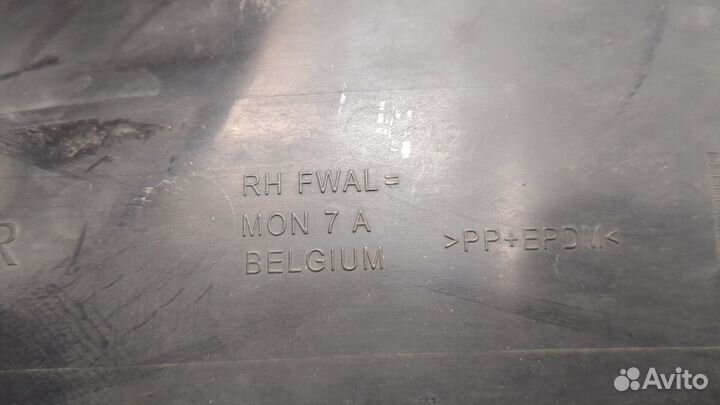 RH FWAL=
MON 7 A
BELGIUM
>PP+EPDM<
R
Avito